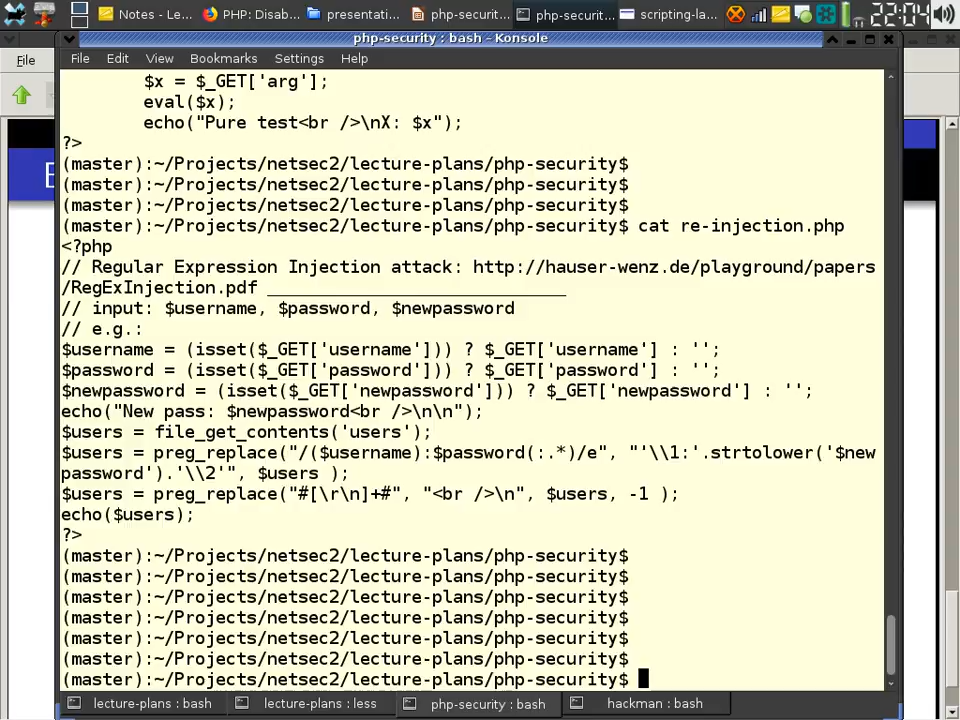 Notes - Le...
PHP: Disab...
presentati...
php-securit...
php-securit...
scripting-la...
22:04
php-security : bash - Konsole
File
File Edit View Bookmarks Settings Help
$x = $_GET['arg'];
eval($x);
echo("Pure test<br />\nX: $x");
?>
(master):~/Projects/netsec2/lecture-plans/php-security$
(master):~/Projects/netsec2/lecture-plans/php-security$
(master):~/Projects/netsec2/lecture-plans/php-security$
(master):~/Projects/netsec2/lecture-plans/php-security$ cat re-injection.php
<?php
// Regular Expression Injection attack: http://hauser-wenz.de/playground/papers
/RegExInjection.pdf _____________________________
// input: $username, $password, $newpassword
// e.g.:
$username = (isset($_GET['username'])) ? $_GET['username'] : '';
$password = (isset($_GET['password'])) ? $_GET['password'] : '';
$newpassword = (isset($_GET['newpassword'])) ? $_GET['newpassword'] : '';
echo("New pass: $newpassword<br />\n\n");
$users = file_get_contents('users');
$users = preg_replace("/($username):$password(:.*)/e", "'\\1:'.strtolower('$new
password').'\\2'", $users );
$users = preg_replace("#[\r\n]+#", "<br />\n", $users, -1 );
echo($users);
?>
(master):~/Projects/netsec2/lecture-plans/php-security$
(master):~/Projects/netsec2/lecture-plans/php-security$
(master):~/Projects/netsec2/lecture-plans/php-security$
(master):~/Projects/netsec2/lecture-plans/php-security$
(master):~/Projects/netsec2/lecture-plans/php-security$
(master):~/Projects/netsec2/lecture-plans/php-security$
(master):~/Projects/netsec2/lecture-plans/php-security$
lecture-plans : bash
lecture-plans : less
php-security : bash
hackman : bash